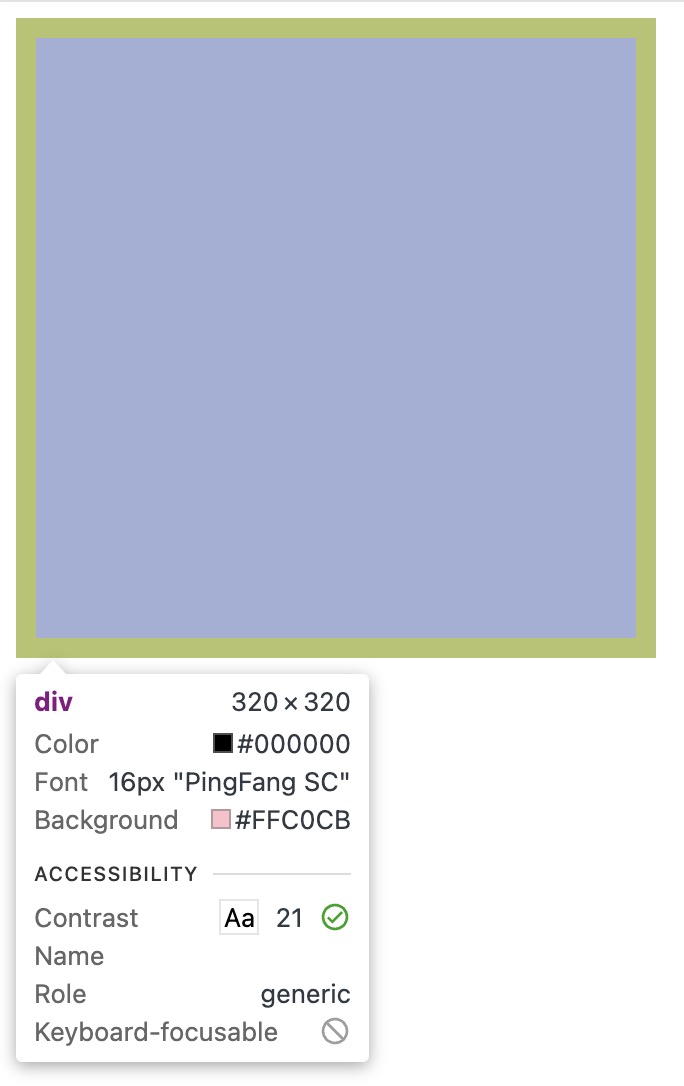 div 320 × 320
Color #000000
Font 16px "PingFang SC"
Background #FFC0CB
ACCESSIBILITY
Contrast Aa 21
Name
Role generic
Keyboard-focusable